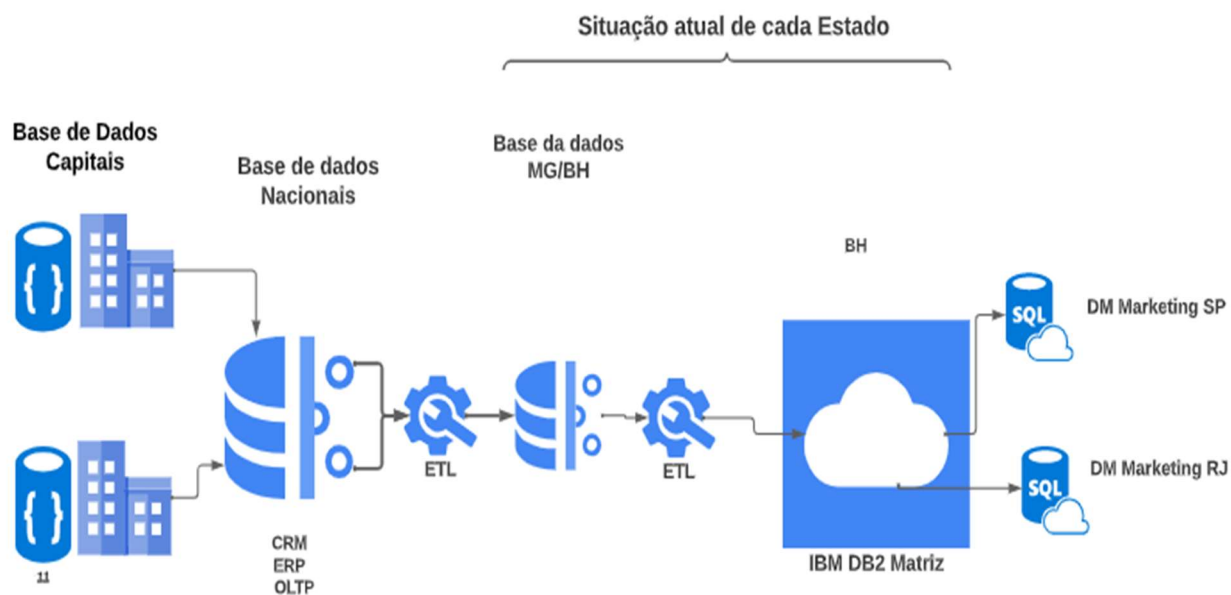 Situação atual de cada Estado
Base de Dados
Capitais
Base de dados
Nacionais
Base da dados
MG/BH
BH
SQL
DM Marketing SP
ETL
ETL
SQL
DM Marketing RJ
CRM
ERP
OLTP
IBM DB2 Matriz
11